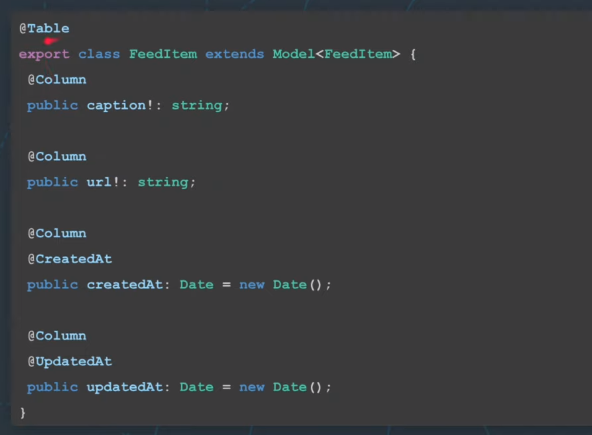 @Table
export class FeedItem extends Model<FeedItem> {
@Column
public caption!: string;
@Column
public url!: string;
@Column
@CreatedAt
public createdAt: Date = new Date();
@Column
@UpdatedAt
public updatedAt: Date = new Date();
}